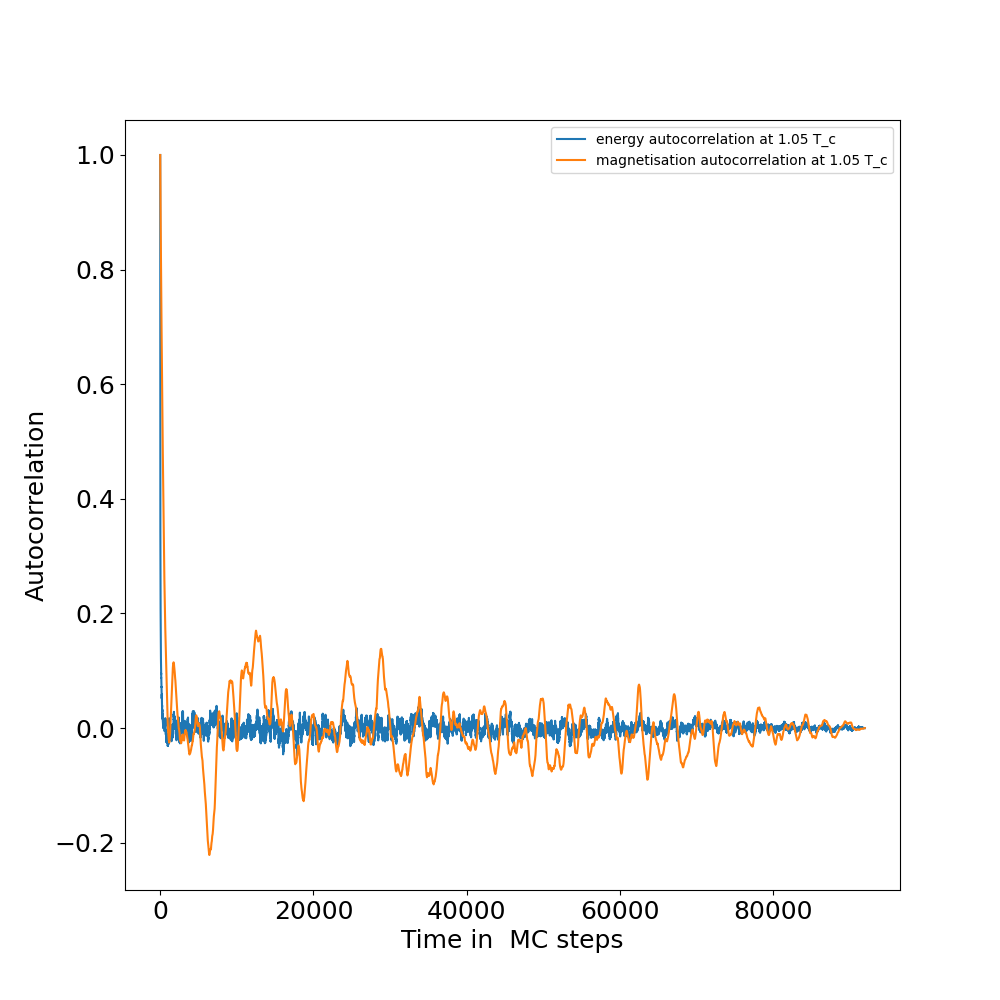 energy autocorrelation at 1.05 T_c
magnetisation autocorrelation at 1.05 T_c
1.0
0.8
0.6
0.4
0.2
0.0
−0.2
Autocorrelation
0 20000 40000 60000 80000
Time in  MC steps